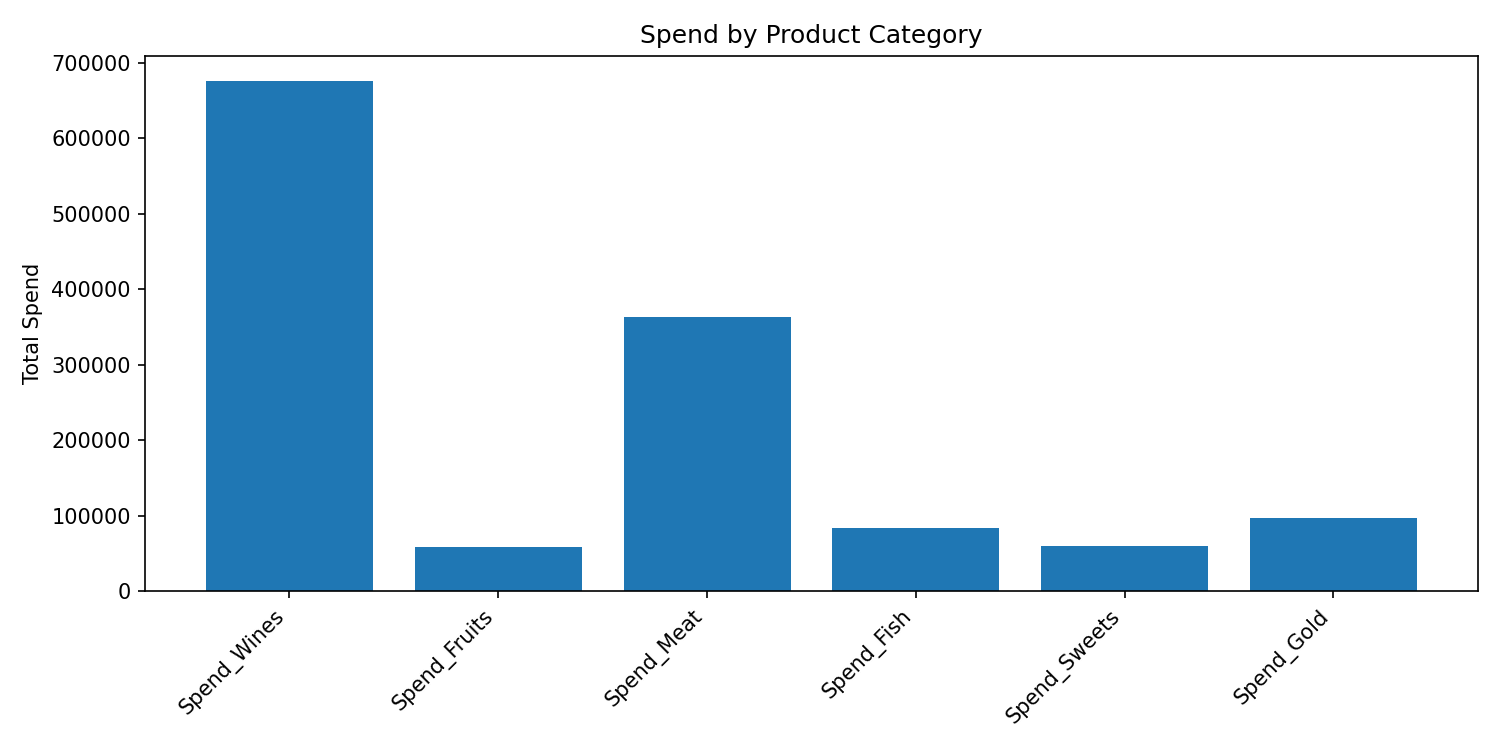 Spend by Product Category
Total Spend
700000
600000
500000
400000
300000
200000
100000
0
Spend_Wines
Spend_Fruits
Spend_Meat
Spend_Fish
Spend_Sweets
Spend_Gold